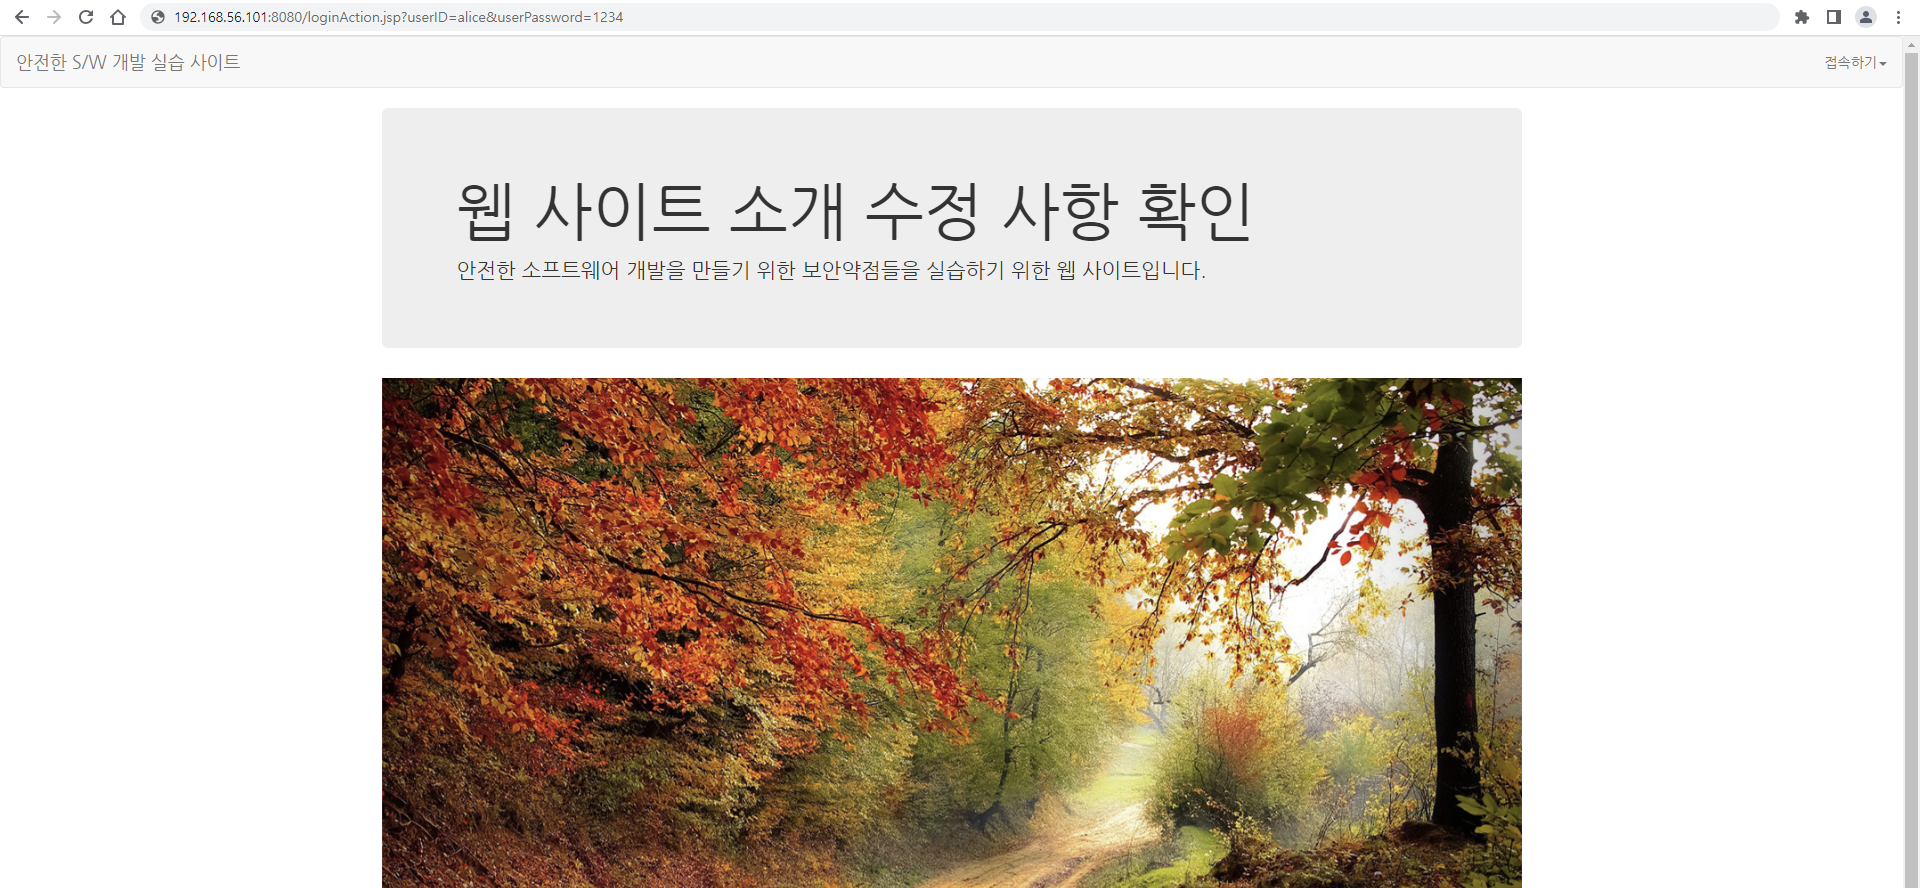 192.168.56.101:8080/loginAction.jsp?userID=alice&userPassword=1234
안전한 S/W 개발 실습 사이트
접속하기
웹 사이트 소개 수정 사항 확인
안전한 소프트웨어 개발을 만들기 위한 보안약점들을 실습하기 위한 웹 사이트입니다.